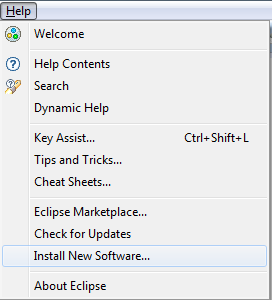 Help
Welcome
Help Contents
Search
Dynamic Help
Key Assist... Ctrl+Shift+L
Tips and Tricks...
Cheat Sheets...
Eclipse Marketplace...
Check for Updates
Install New Software...
About Eclipse